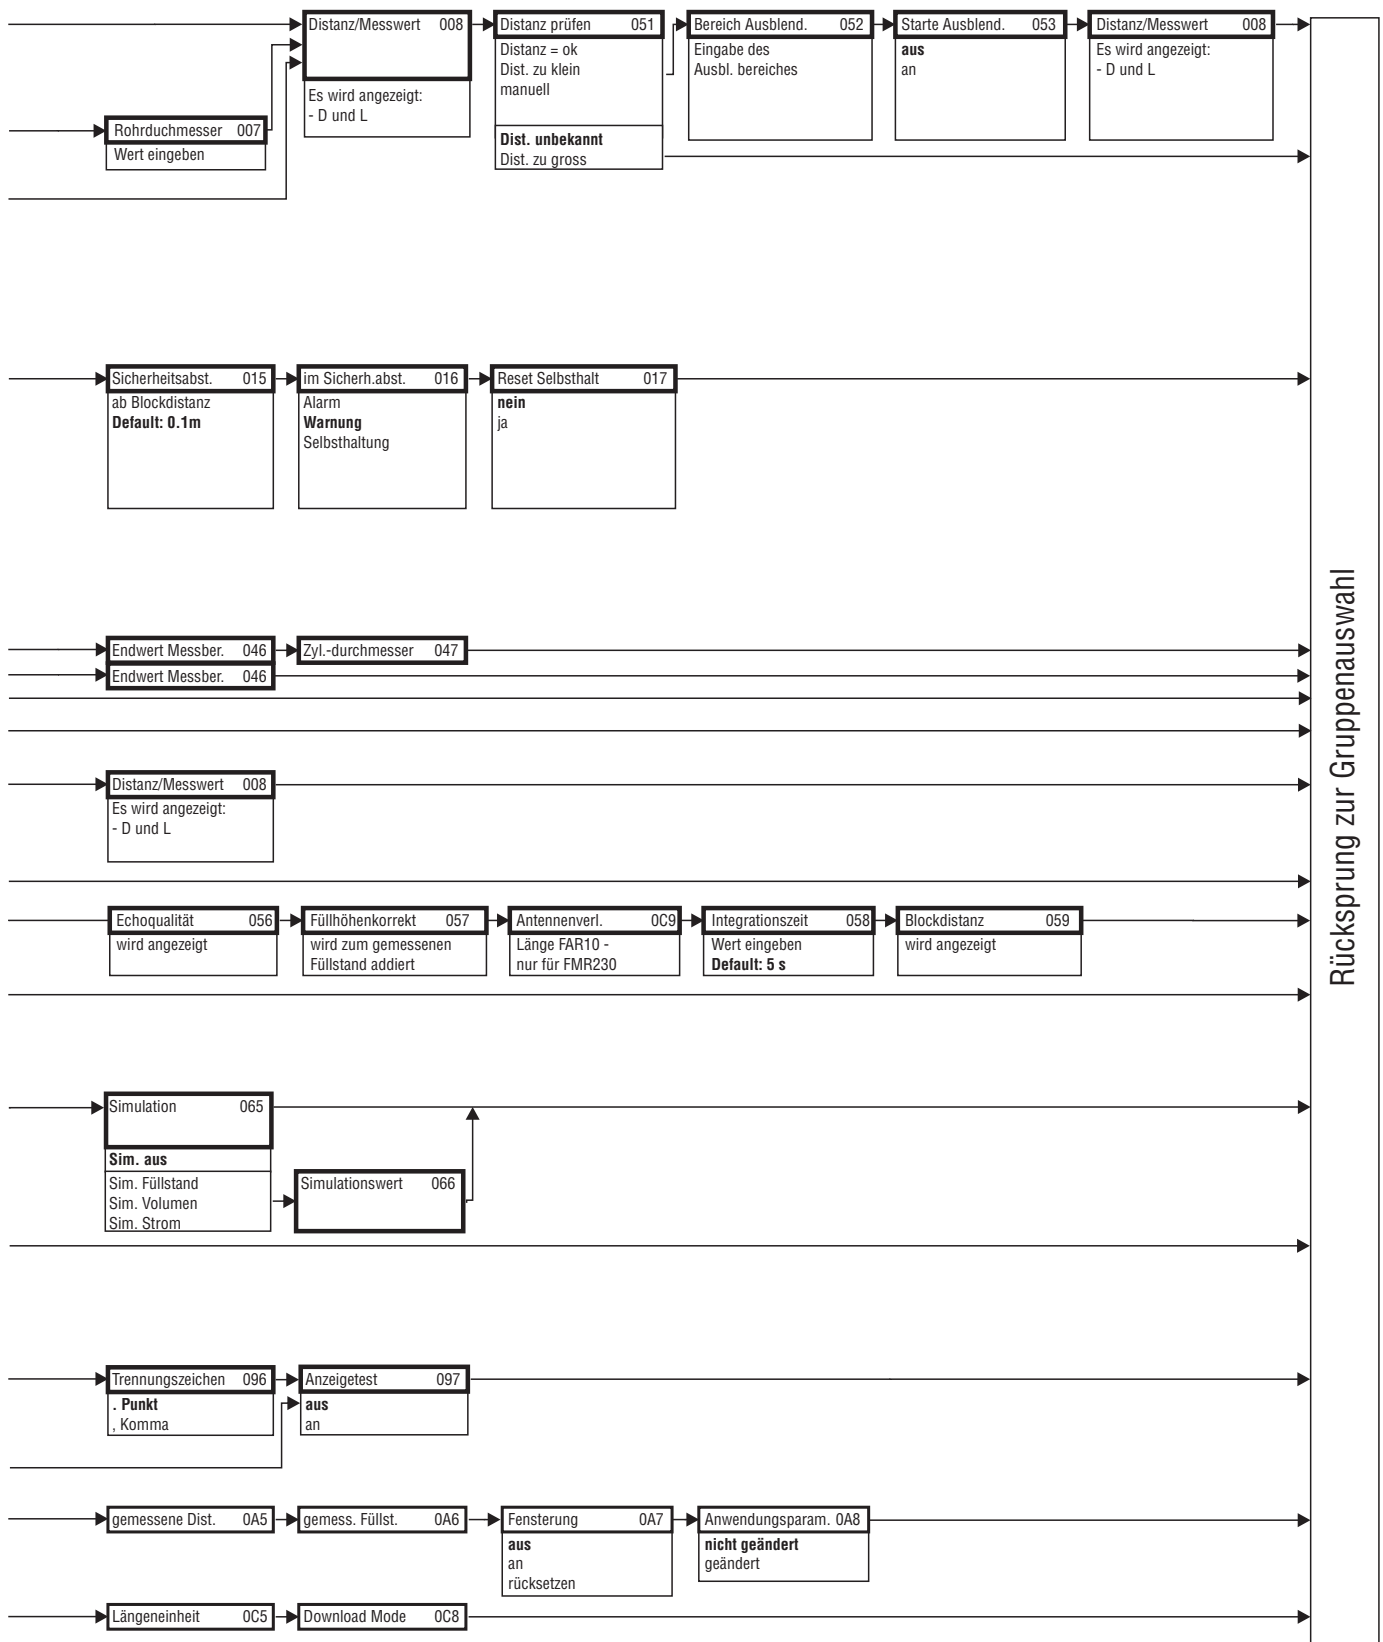 Distanz/Messwert 008
Es wird angezeigt:
- D und L
Distanz prüfen 051
Distanz = ok
Dist. zu klein
manuell
Dist. unbekannt
Dist. zu gross
Bereich Ausblend. 052
Eingabe des
Ausbl. bereiches
Starte Ausblend. 053
aus
an
Distanz/Messwert 008
Es wird angezeigt:
- D und L
Rohrduchmesser 007
Wert eingeben
Sicherheitsabst. 015
ab Blockdistanz
Default: 0.1m
im Sicherh.abst. 016
Alarm
Warnung
Selbsthaltung
Reset Selbsthalt 017
nein
ja
Endwert Messber. 046
Zyl.-durchmesser 047
Endwert Messber. 046
Distanz/Messwert 008
Es wird angezeigt:
- D und L
Echoqualität 056
wird angezeigt
Füllhöhenkorrekt 057
wird zum gemessenen
Füllstand addiert
Antennenverl. 0C9
Länge FAR10 -
nur für FMR230
Integrationszeit 058
Wert eingeben
Default: 5 s
Blockdistanz 059
wird angezeigt
Simulation 065
Sim. aus
Sim. Füllstand
Sim. Volumen
Sim. Strom
Simulationswert 066
Trennungszeichen 096
. Punkt
, Komma
Anzeigetest 097
aus
an
gemessene Dist. 0A5
gemess. Füllst. 0A6
Fensterung 0A7
aus
an
rücksetzen
Anwendungsparam. 0A8
nicht geändert
geändert
Längeneinheit 0C5
Download Mode 0C8
Rücksprung zur Gruppenauswahl